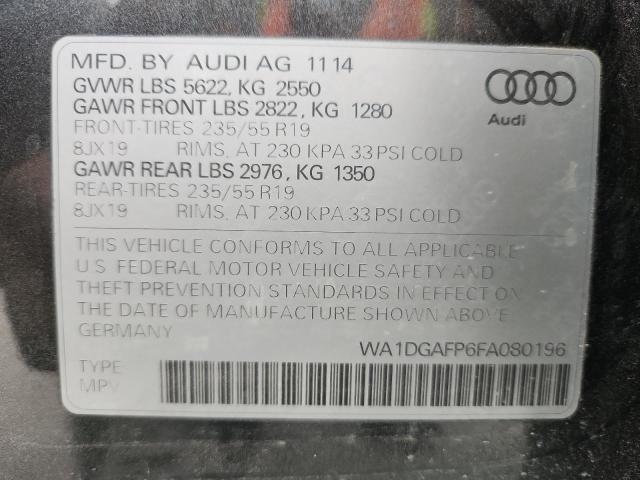 MFD. BY AUDI AG 11 14
GVWR LBS 5622, KG 2550
GAWR FRONT LBS 2822, KG 1280
FRONT-TIRES 235/55 R19
8JX19 RIMS, AT 230 KPA 33 PSI COLD
GAWR REAR LBS 2976, KG 1350
REAR-TIRES 235/55 R19
8JX19 RIMS, AT 230 KPA 33 PSI COLD
Audi
THIS VEHICLE CONFORMS TO ALL APPLICABLE
U.S. FEDERAL MOTOR VEHICLE SAFETY AND
THEFT PREVENTION STANDARDS IN EFFECT ON
THE DATE OF MANUFACTURE SHOWN ABOVE
GERMANY
WA1DGAFP6FA080196
TYPE
MPV